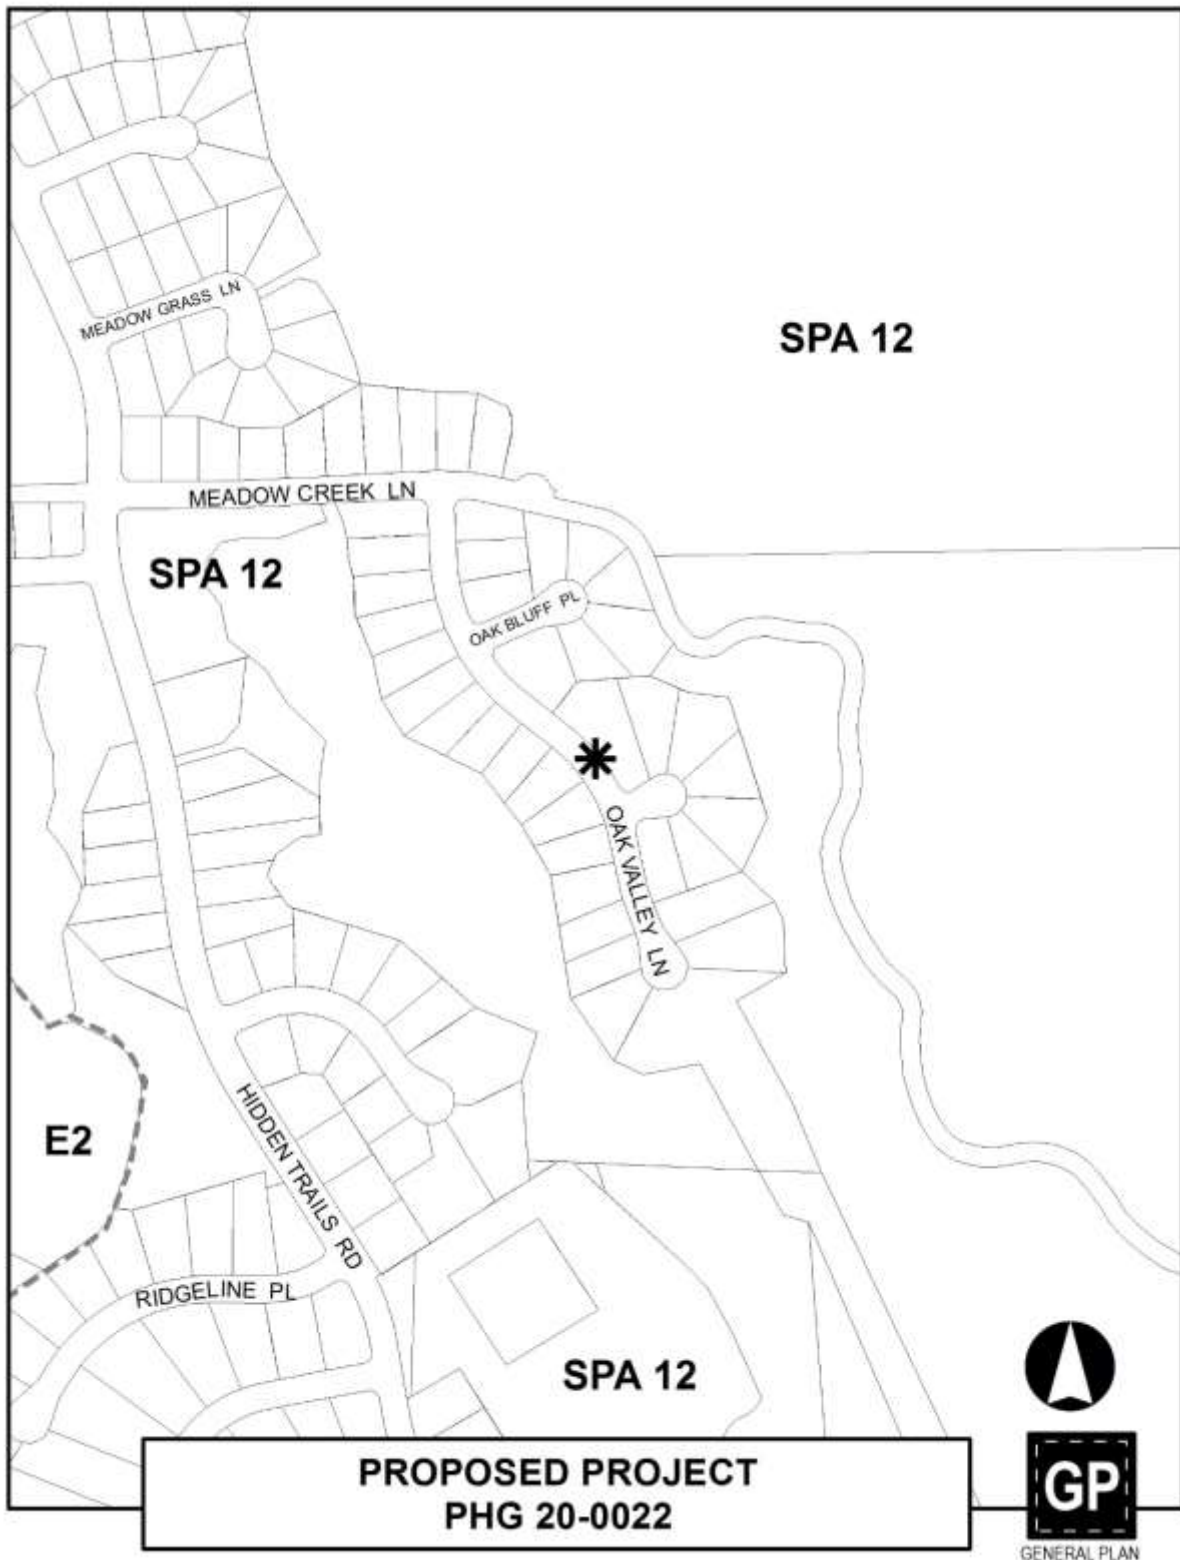 MEADOW GRASS LN
SPA 12
MEADOW CREEK LN
SPA 12
OAK BLUFF PL
OAK VALLEY LN
HIDDEN TRAILS RD
E2
RIDGELINE PL
SPA 12
PROPOSED PROJECT
PHG 20-0022
GP
GENERAL PLAN